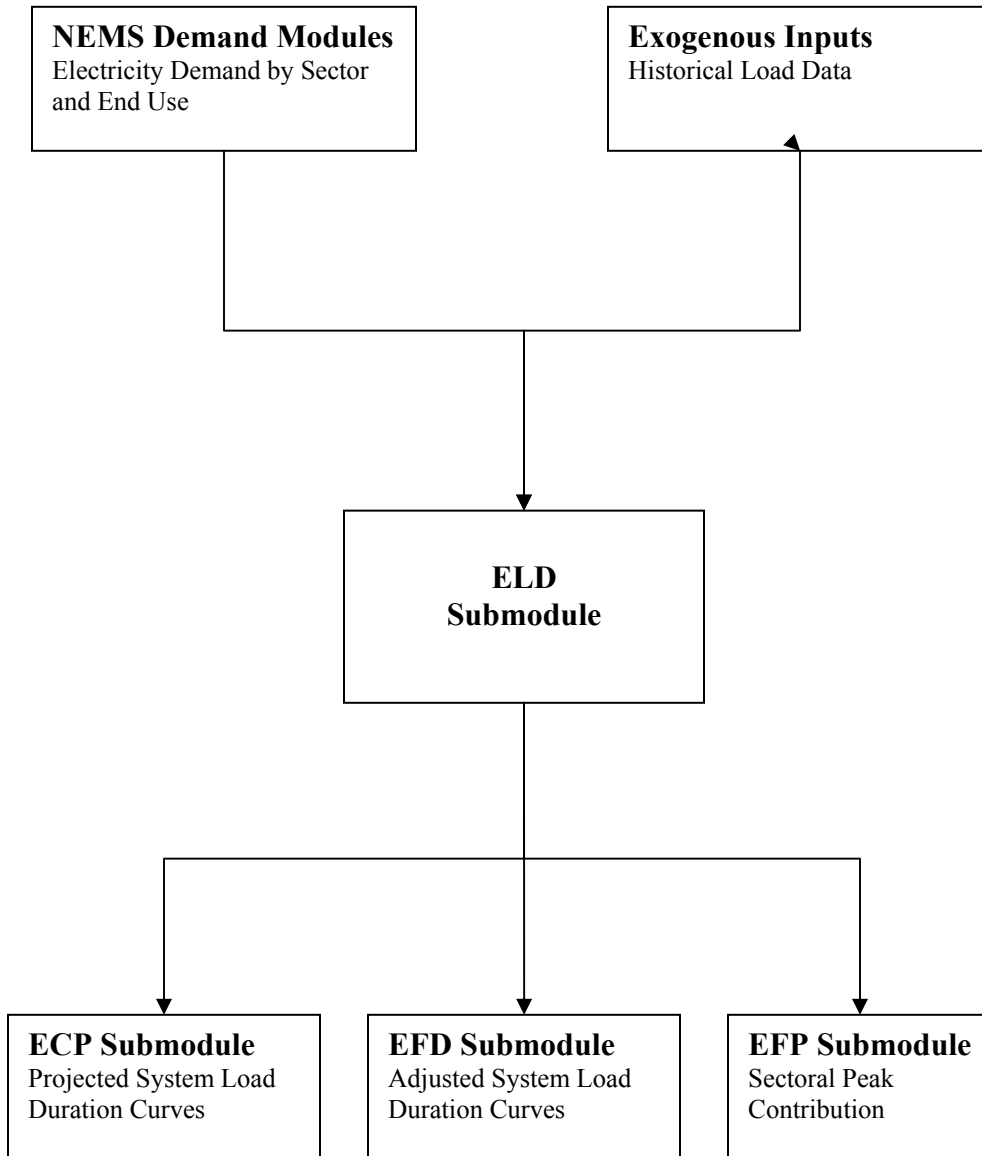 NEMS Demand Modules
Electricity Demand by Sector
and End Use
Exogenous Inputs
Historical Load Data
ELD
Submodule
ECP Submodule
Projected System Load
Duration Curves
EFD Submodule
Adjusted System Load
Duration Curves
EFP Submodule
Sectoral Peak
Contribution